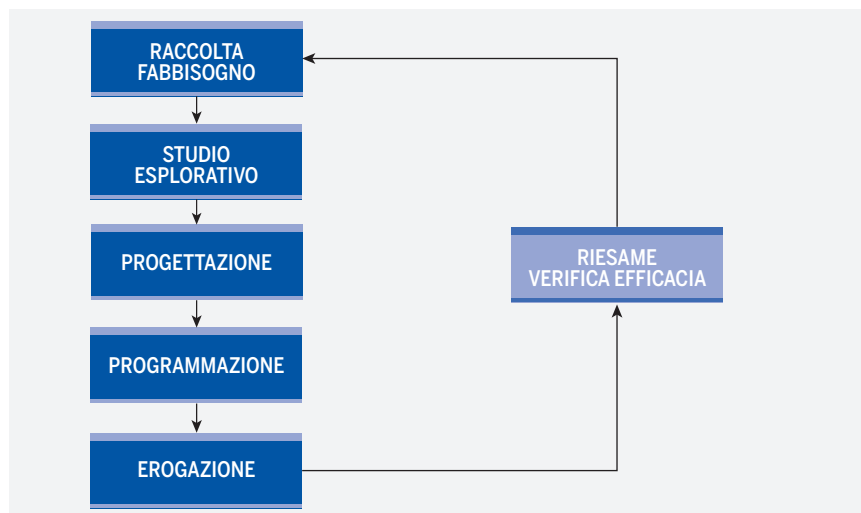 RACCOLTA
FABBISOGNO
STUDIO
ESPLORATIVO
PROGETTAZIONE
PROGRAMMAZIONE
EROGAZIONE
RIESAME
VERIFICA EFFICACIA